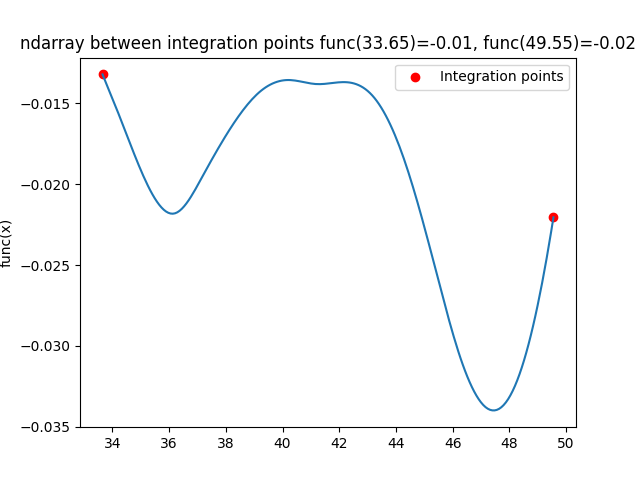 ndarray between integration points func(33.65)=-0.01, func(49.55)=-0.02
Integration points
func(x)
−0.015
−0.020
−0.025
−0.030
−0.035
34 36 38 40 42 44 46 48 50